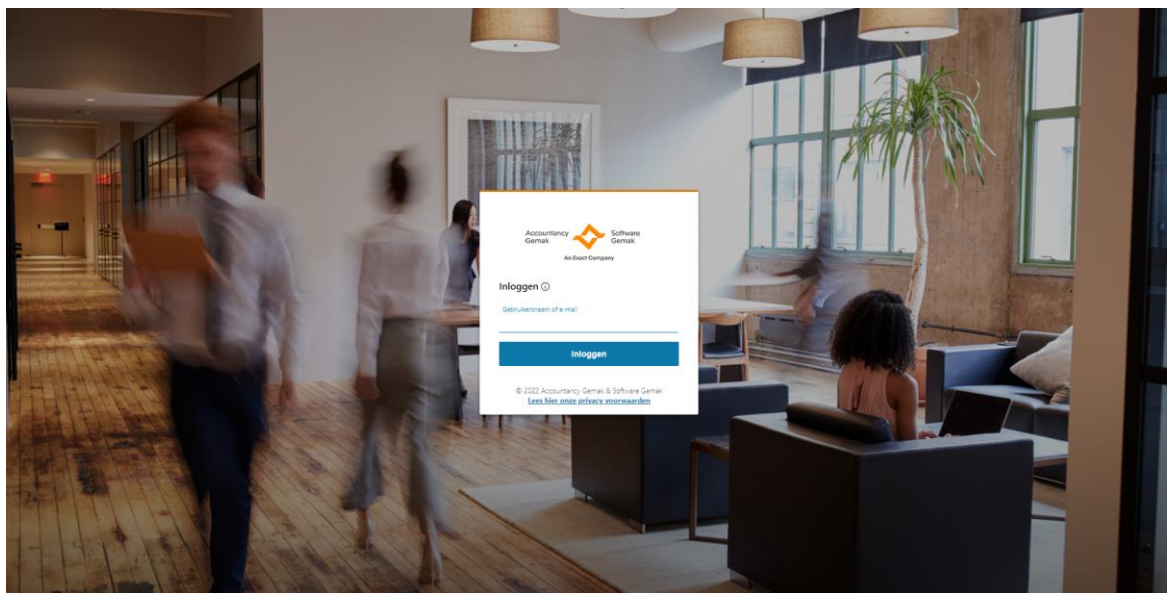 Accountancy
Gemak
Software
Gemak
An Exact Company
Inloggen
Gebruikersnaam of e-mail
Inloggen
© 2022 Accountancy Gemak & Software Gemak
Lees hier onze privacy voorwaarden